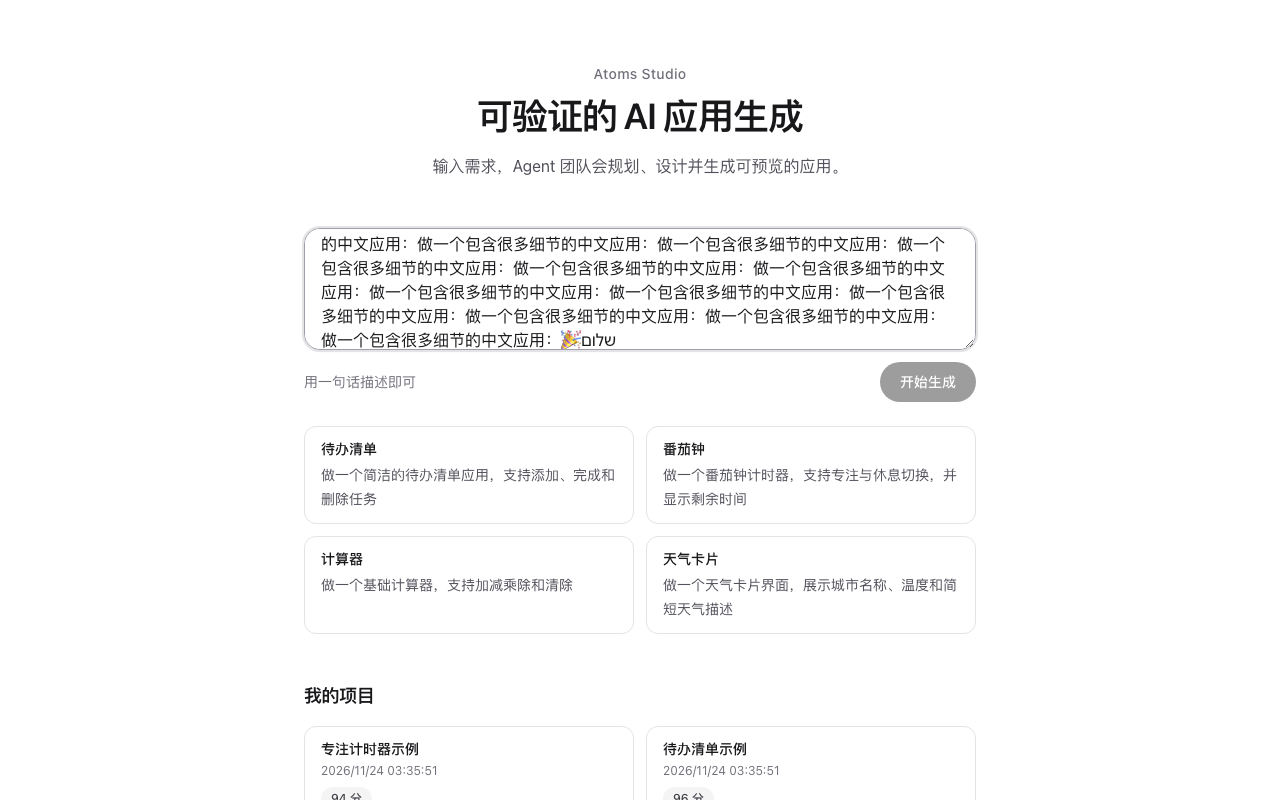 Atoms Studio
可验证的 AI 应用生成
输入需求，Agent 团队会规划、设计并生成可预览的应用。
的中文应用：做一个包含很多细节的中文应用：做一个包含很多细节的中文应用：做一个
包含很多细节的中文应用：做一个包含很多细节的中文应用：做一个包含很多细节的中文
应用：做一个包含很多细节的中文应用：做一个包含很多细节的中文应用：做一个包含很
多细节的中文应用：做一个包含很多细节的中文应用：做一个包含很多细节的中文应用：
做一个包含很多细节的中文应用：🎉שלום
用一句话描述即可
开始生成
待办清单
做一个简洁的待办清单应用，支持添加、完成和
删除任务
番茄钟
做一个番茄钟计时器，支持专注与休息切换，并
显示剩余时间
计算器
做一个基础计算器，支持加减乘除和清除
天气卡片
做一个天气卡片界面，展示城市名称、温度和简
短天气描述
我的项目
专注计时器示例
2026/11/24 03:35:51
94 分
待办清单示例
2026/11/24 03:35:51
96 分